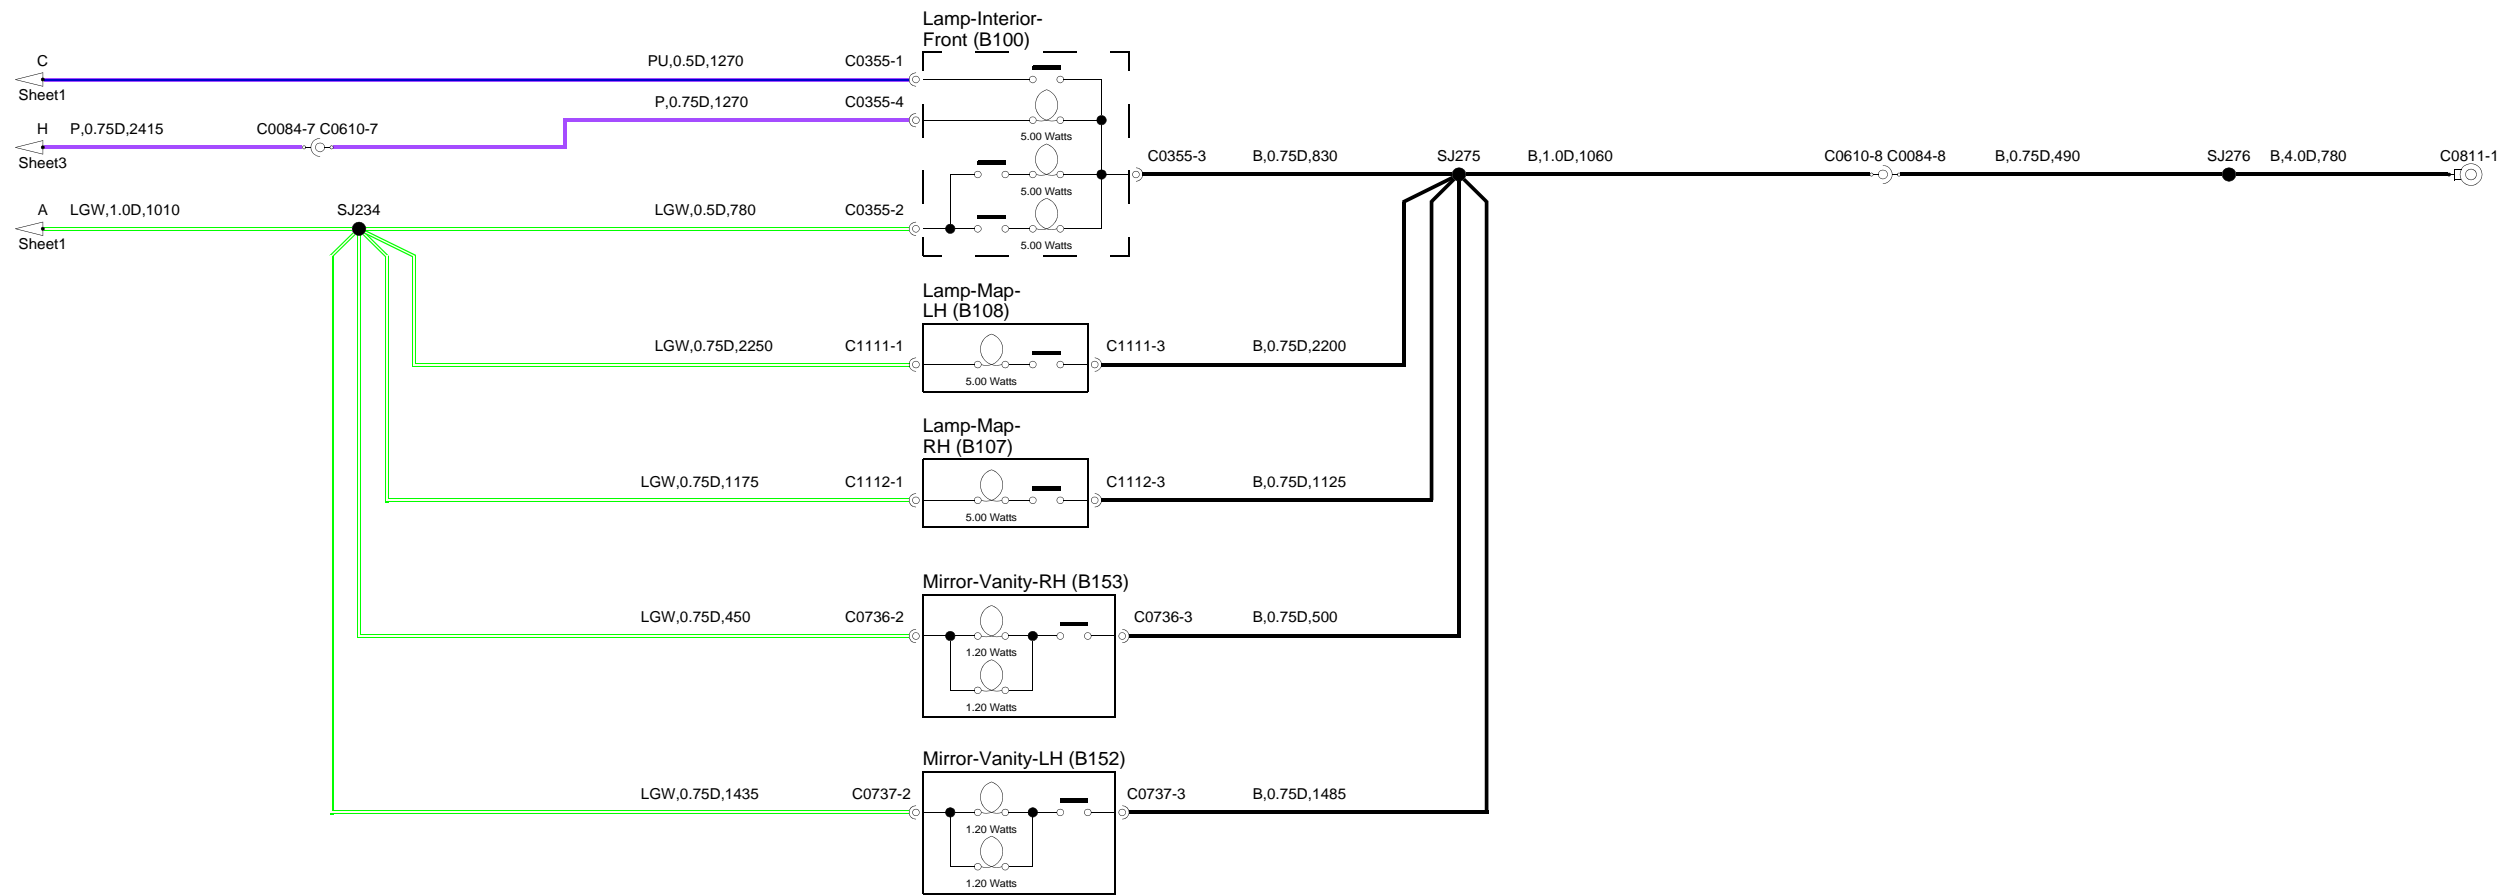 Lamp-Interior-
Front (B100)
C
PU,0.5D,1270
C0355-1
Sheet1
P,0.75D,1270
C0355-4
H
P,0.75D,2415
C0084-7 C0610-7
5.00 Watts
Sheet3
C0355-3
B,0.75D,830
SJ275
B,1.0D,1060
C0610-8 C0084-8
B,0.75D,490
SJ276
B,4.0D,780
C0811-1
5.00 Watts
A
LGW,1.0D,1010
SJ234
LGW,0.5D,780
C0355-2
Sheet1
5.00 Watts
Lamp-Map-
LH (B108)
LGW,0.75D,2250
C1111-1
C1111-3
B,0.75D,2200
5.00 Watts
Lamp-Map-
RH (B107)
LGW,0.75D,1175
C1112-1
C1112-3
B,0.75D,1125
5.00 Watts
Mirror-Vanity-RH (B153)
LGW,0.75D,450
C0736-2
C0736-3
B,0.75D,500
1.20 Watts
1.20 Watts
Mirror-Vanity-LH (B152)
LGW,0.75D,1435
C0737-2
C0737-3
B,0.75D,1485
1.20 Watts
1.20 Watts